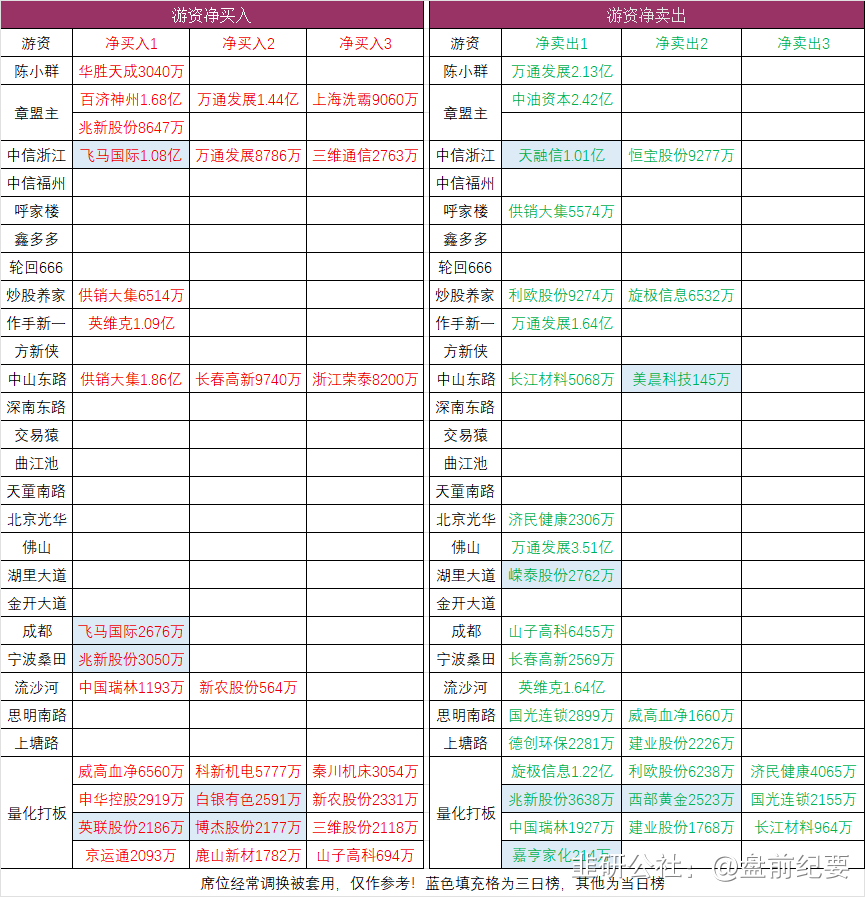 游资净买入 游资净卖出
游资 净买入1 净买入2 净买入3 游资 净卖出1 净卖出2 净卖出3
陈小群 华胜天成3040万 陈小群 万通发展2.13亿
章盟主 百济神州1.68亿 万通发展1.44亿 上海洗霸9060万 章盟主 中油资本2.42亿
兆新股份8647万
中信浙江 飞马国际1.08亿 万通发展8786万 三维通信2763万 中信浙江 天融信1.01亿 恒宝股份9277万
中信福州 中信福州
呼家楼 呼家楼 供销大集5574万
鑫多多 鑫多多
轮回666 轮回666
炒股养家 供销大集6514万 炒股养家 利欧股份9274万 旋极信息6532万
作手新一 英维克1.09亿 作手新一 万通发展1.64亿
方新侠 方新侠
中山东路 供销大集1.86亿 长春高新9740万 浙江荣泰8200万 中山东路 长江材料5068万 美晨科技145万
深南东路 深南东路
交易猿 交易猿
曲江池 曲江池
天童南路 天童南路
北京光华 北京光华 济民健康2306万
佛山 佛山 万通发展3.51亿
湖里大道 湖里大道 嵘泰股份2762万
金开大道 金开大道
成都 飞马国际2676万 成都 山子高科6455万
宁波桑田 兆新股份3050万 宁波桑田 长春高新2569万
流沙河 中国瑞林1193万 新农股份564万 流沙河 英维克1.64亿
思明南路 思明南路 国光连锁2899万 威高血净1660万
上塘路 上塘路 德创环保2281万 建业股份2226万
量化打板 威高血净6560万 科新机电5777万 秦川机床3054万 量化打板 旋极信息1.22亿 利欧股份6238万 济民健康4065万
申华控股2919万 白银有色2591万 新农股份2331万 兆新股份3638万 西部黄金2523万 国光连锁2155万
英联股份2186万 博杰股份2177万 三维股份2118万 中国瑞林1927万 建业股份1768万 长江材料964万
京运通2093万 鹿山新材1782万 山子高科694万 嘉亨家化214万
韭研公社：@盘前纪要
席位经常调换被套用，仅作参考！蓝色填充格为三日榜，其他为当日榜